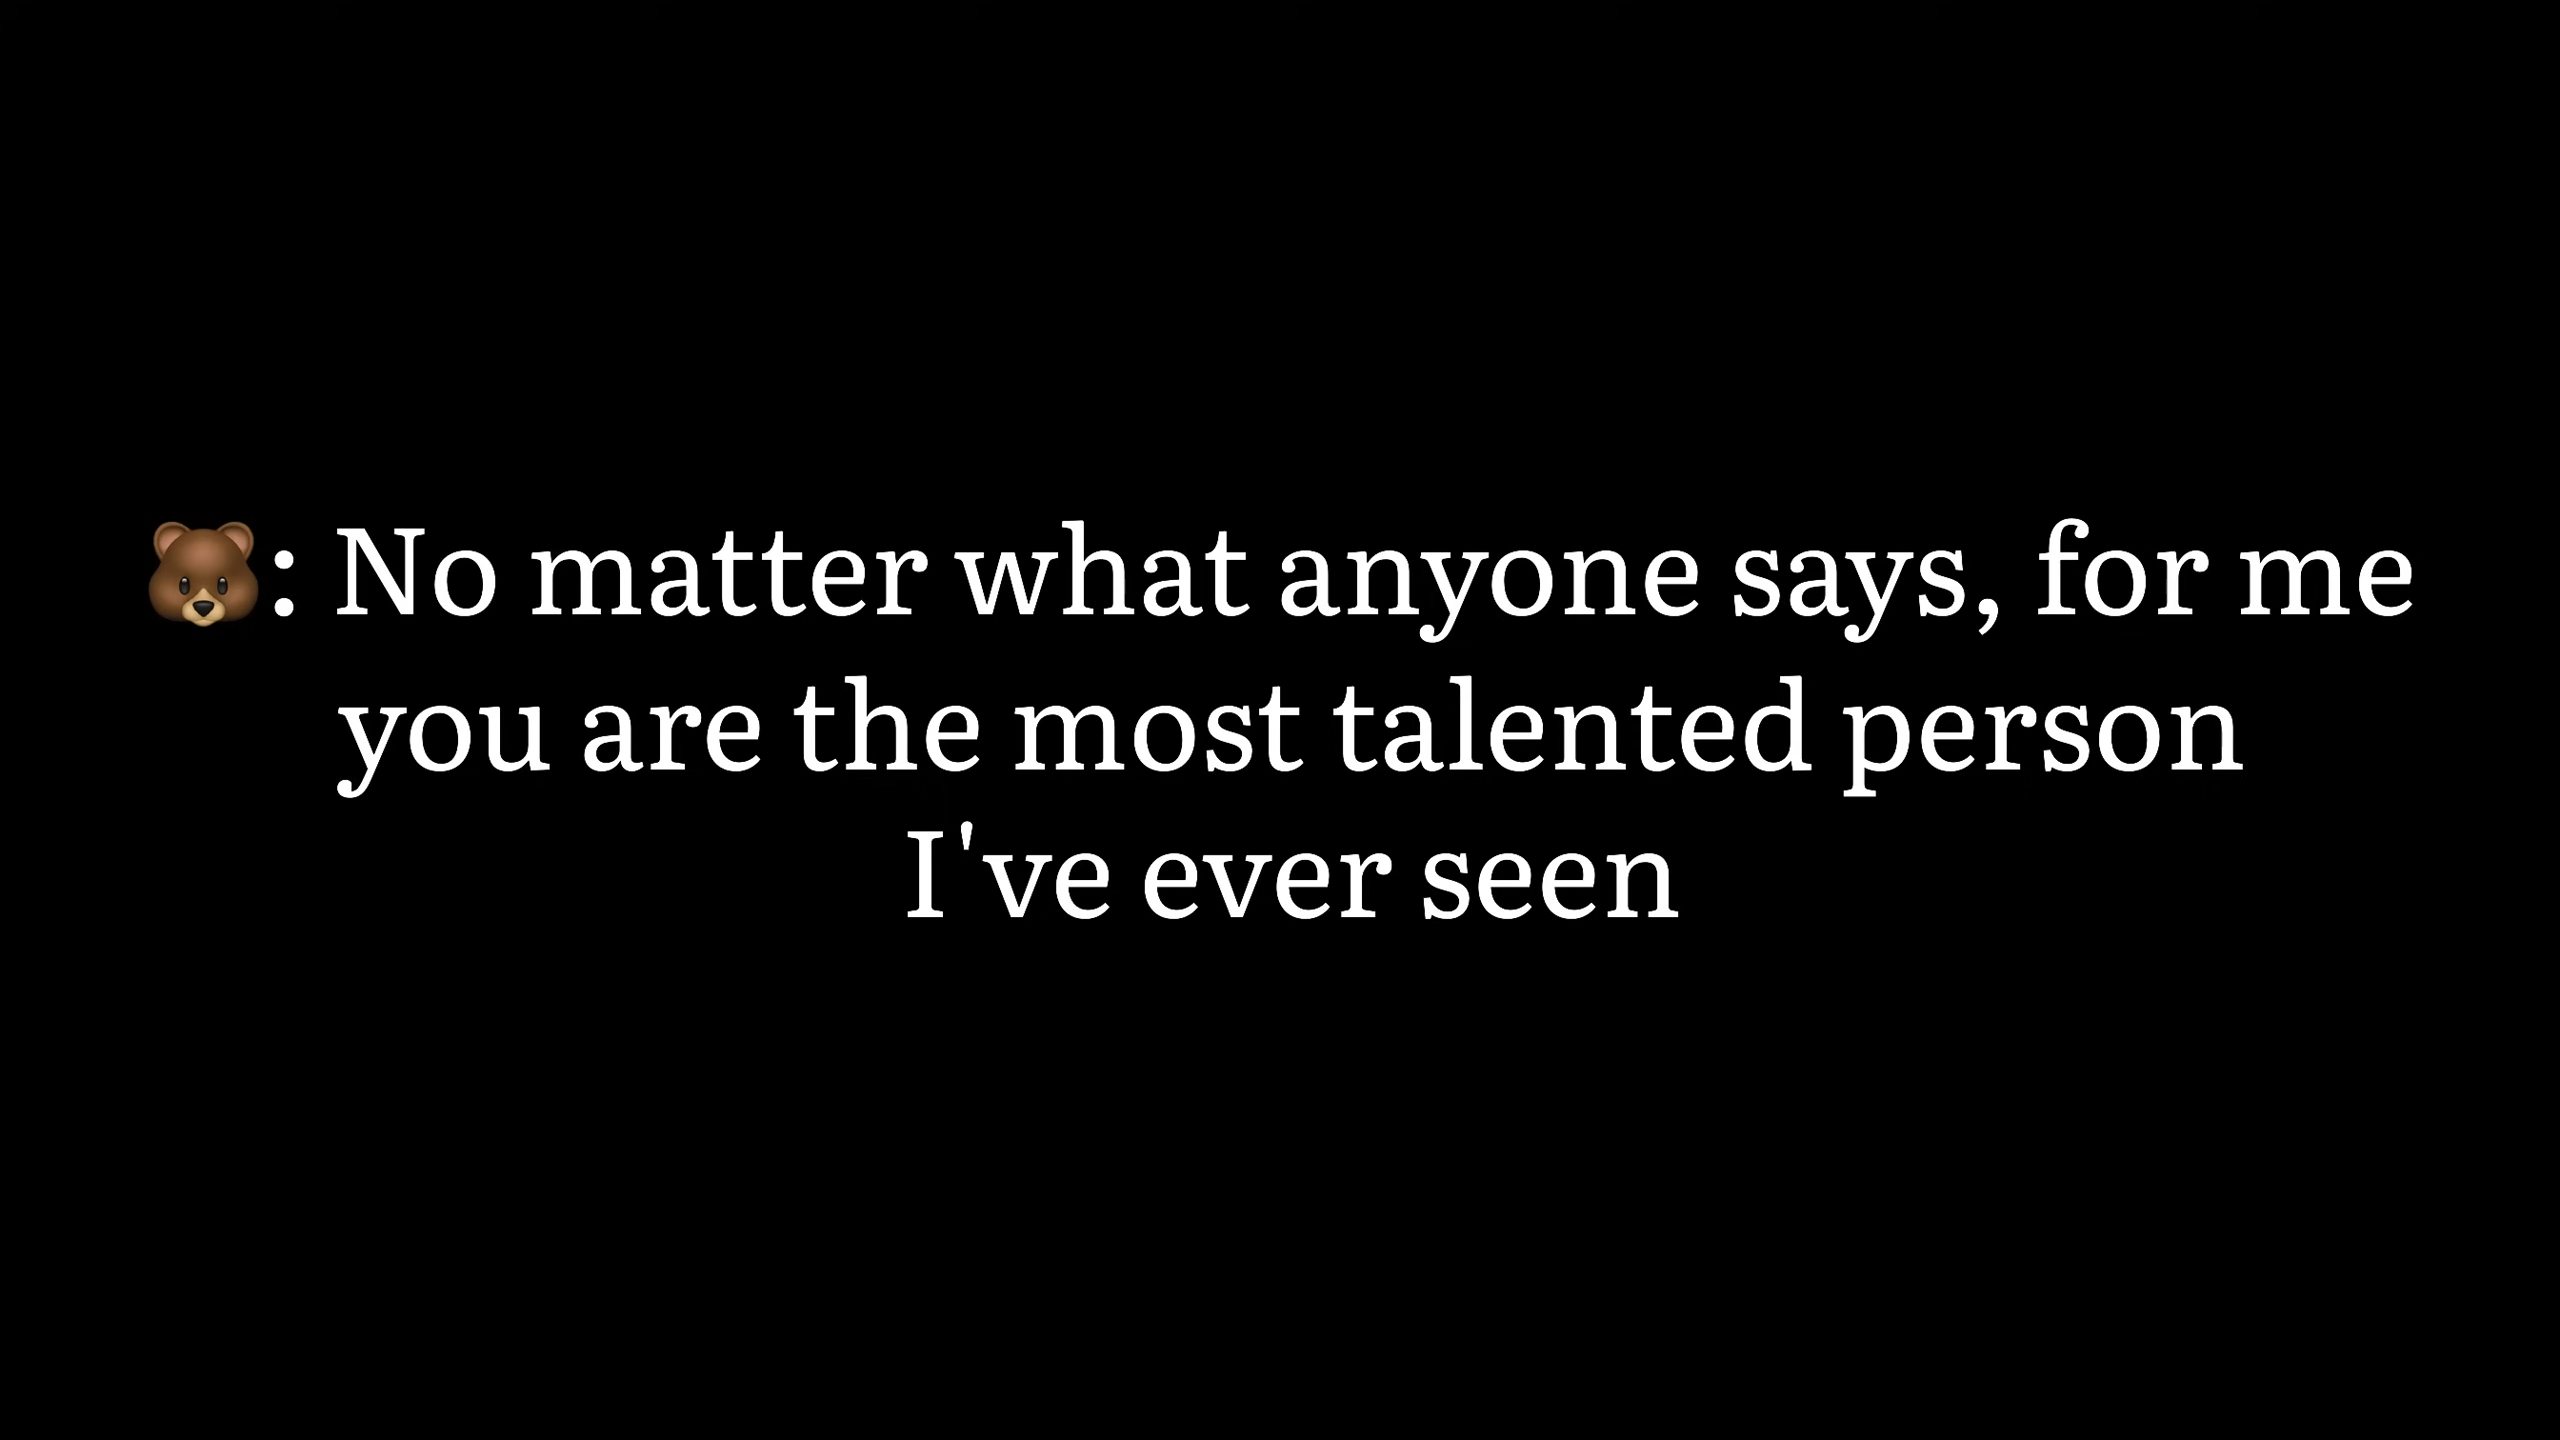 🐻: No matter what anyone says, for me
you are the most talented person
I've ever seen